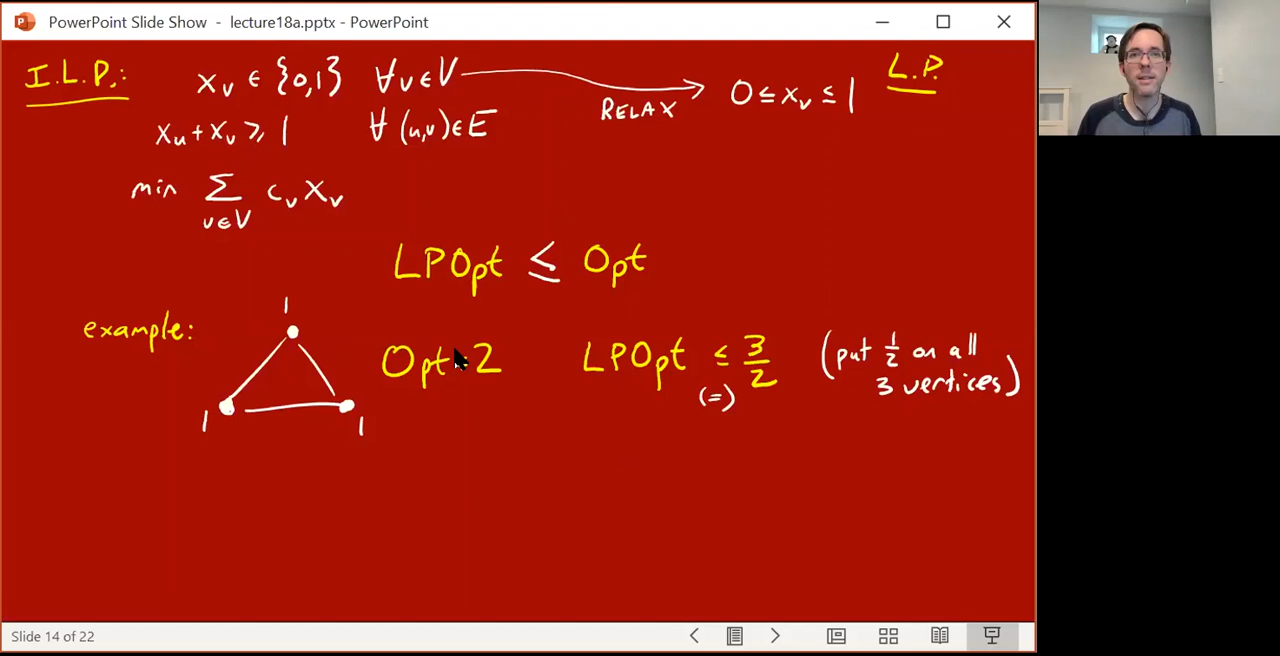 PowerPoint Slide Show - lecture18a.pptx - PowerPoint
I.L.P.: x_v ∈ {0,1} ∀v∈V RELAX 0 ≤ x_v ≤ 1 L.P.
x_u + x_v ≥ 1 ∀ (u,v)∈E
min Σ_{v∈V} c_v x_v
LPOpt ≤ Opt
example: 1 1 1
Opt=2 LPOpt ≤ 3/2 (put 1/2 on all
(=) 3 vertices)
Slide 14 of 22